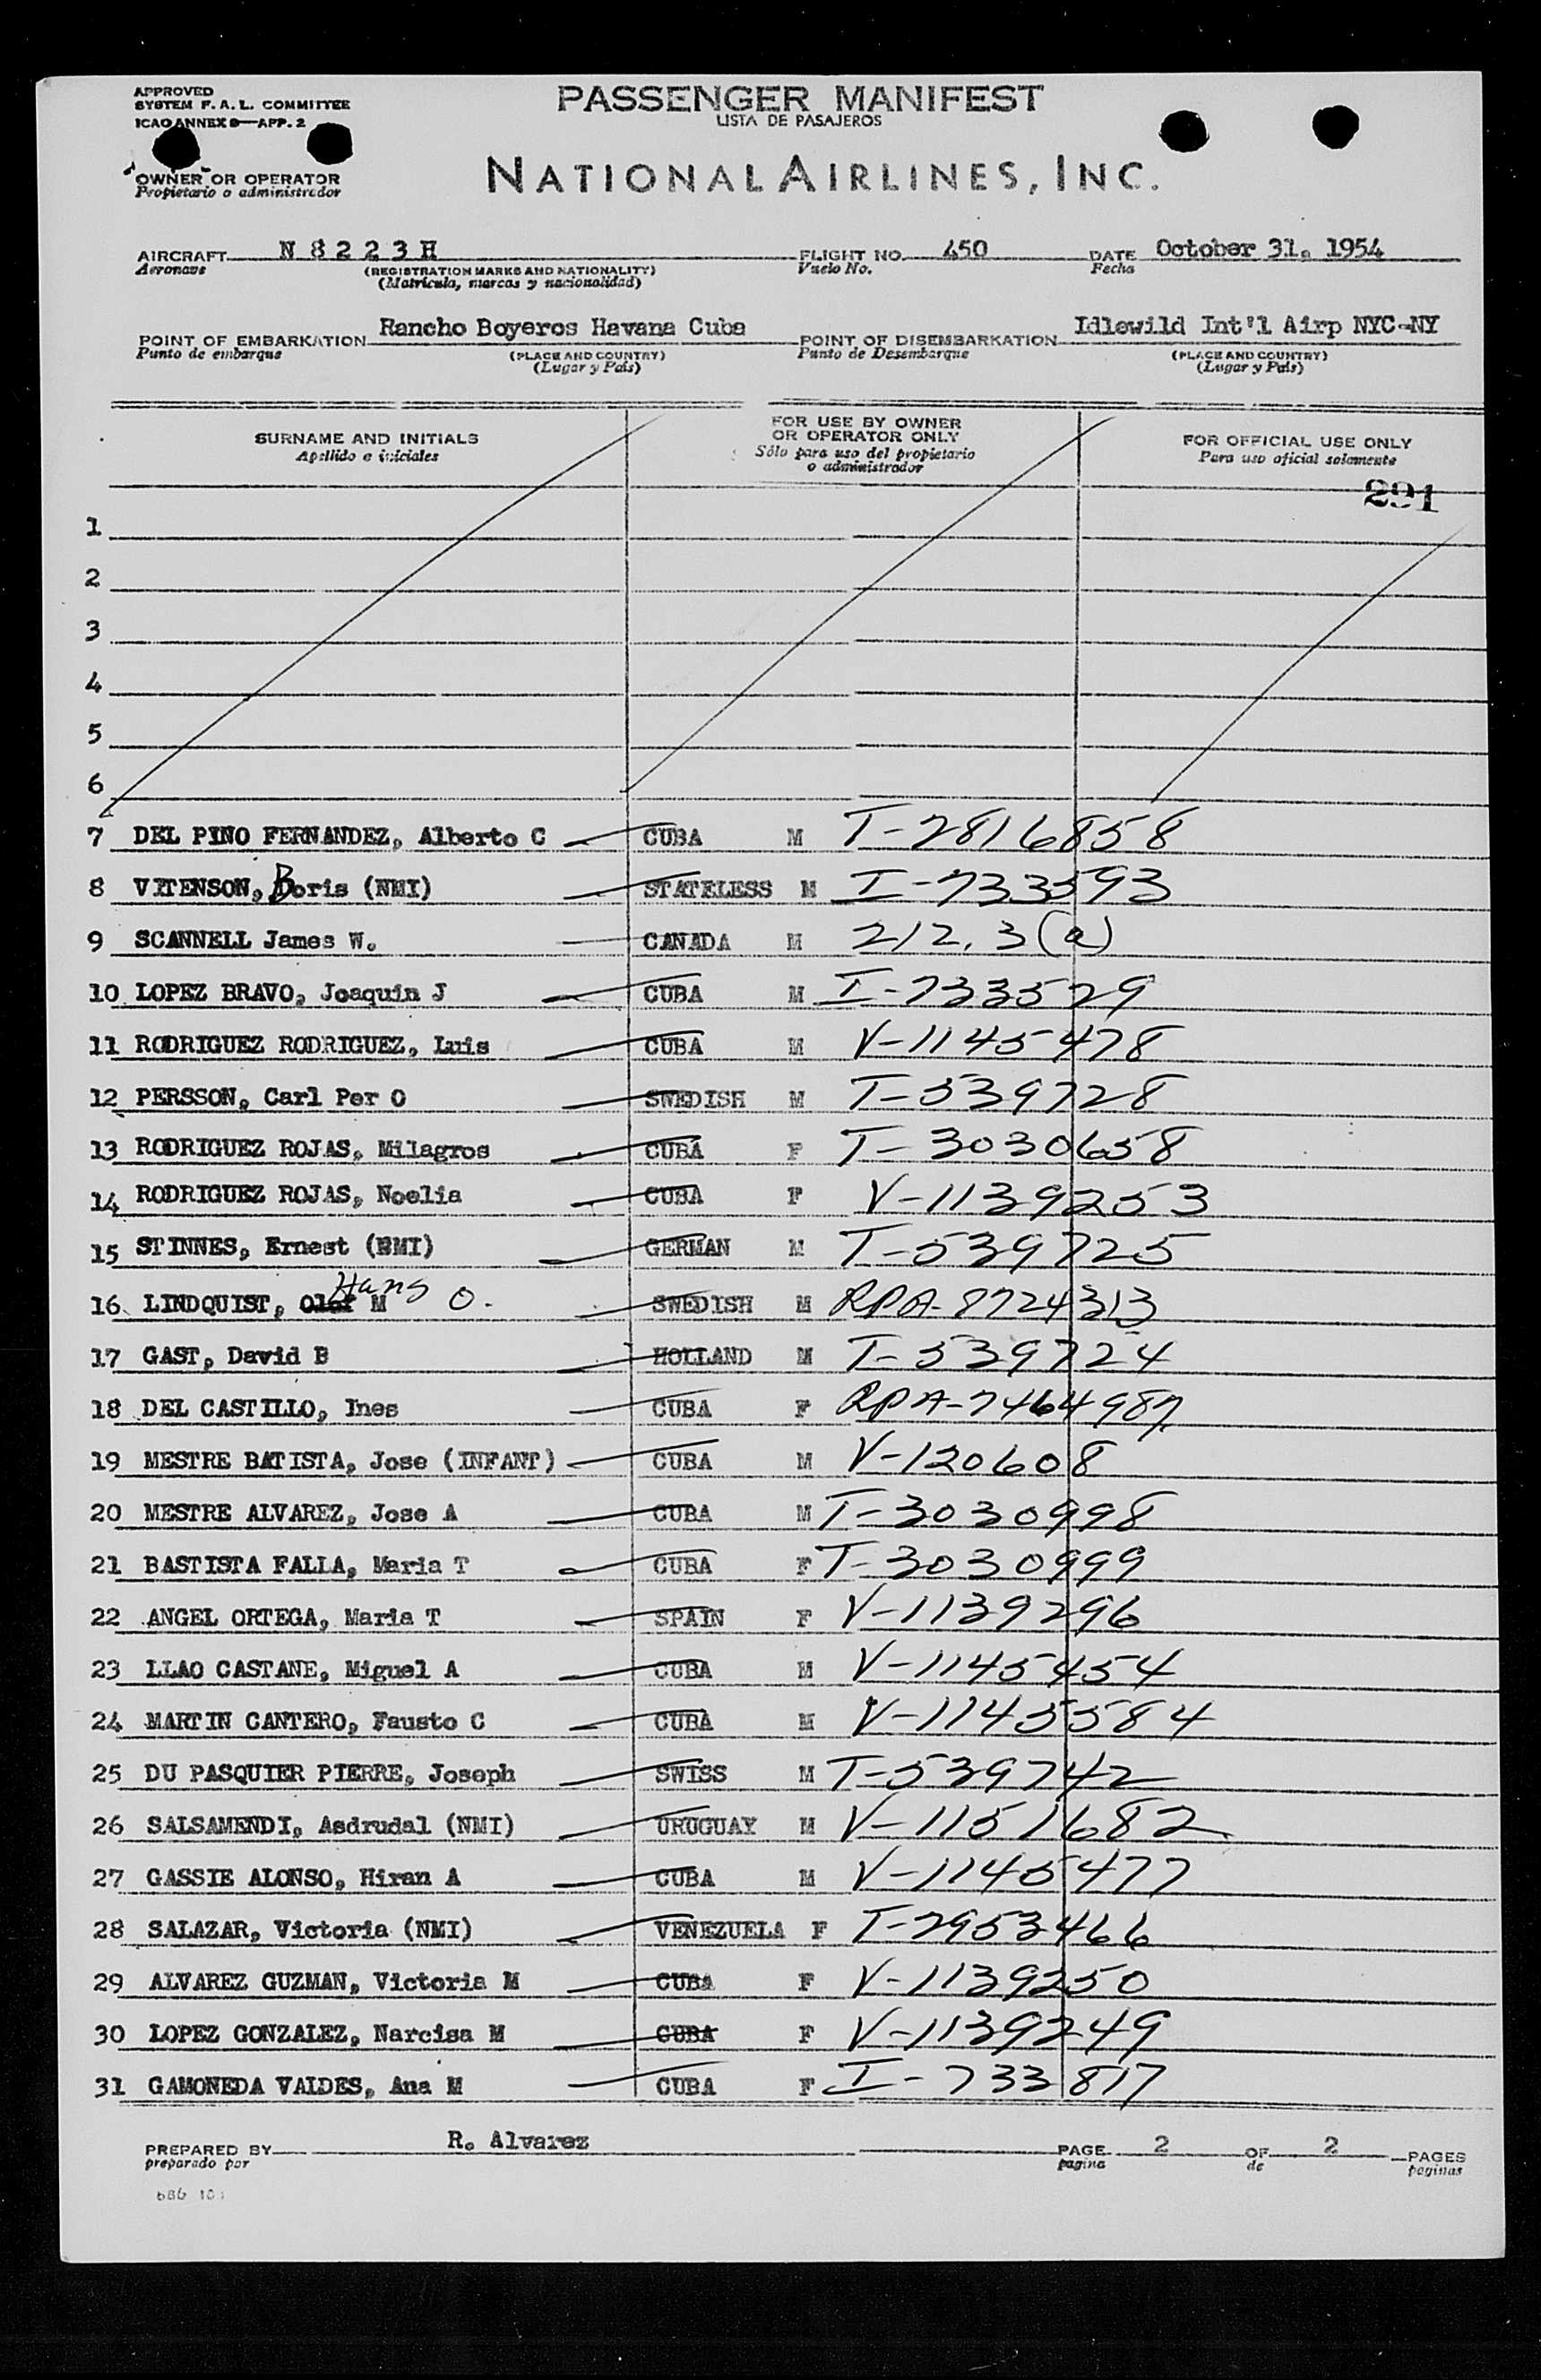 APPROVED
SYSTEM F. A. L. COMMITTEE
ICAO ANNEX 9—APP. 2
PASSENGER MANIFEST
LISTA DE PASAJEROS
OWNER OR OPERATOR
Propietario o administrador
NATIONAL AIRLINES, INC.
AIRCRAFT N 8 2 2 3 H FLIGHT NO. 450 DATE October 31, 1954
Aeronave (REGISTRATION MARKS AND NATIONALITY) Vuelo No. Fecha
(Matrícula, marcas y nacionalidad)
POINT OF EMBARKATION Rancho Boyeros Havana Cuba POINT OF DISEMBARKATION Idlewild Int'l Airp NYC-NY
Punto de embarque (PLACE AND COUNTRY) Punto de Desembarque (PLACE AND COUNTRY)
(Lugar y País) (Lugar y País)
SURNAME AND INITIALS
Apellido e iniciales
FOR USE BY OWNER
OR OPERATOR ONLY
Sólo para uso del propietario
o administrador
FOR OFFICIAL USE ONLY
Para uso oficial solamente
291
1
2
3
4
5
6
7 DEL PINO FERNANDEZ, Alberto C CUBA M T-2816858
8 VITENSON, Boris (NMI) STATELESS M I-733593
9 SCANNELL James W. CANADA M 212.3(a)
10 LOPEZ BRAVO, Joaquin J CUBA M I-733529
11 RODRIGUEZ RODRIGUEZ, Luis CUBA M V-1145478
12 PERSSON, Carl Per O SWEDISH M T-539728
13 RODRIGUEZ ROJAS, Milagros CUBA F T-3030658
14 RODRIGUEZ ROJAS, Noelia CUBA F V-1139253
15 STINNES, Ernest (NMI) GERMAN M T-539725
16 LINDQUIST, Olof M Hans O. SWEDISH M RPA-8724313
17 GAST, David B HOLLAND M T-539724
18 DEL CASTILLO, Ines CUBA F RPA-7464987
19 MESTRE BATISTA, Jose (INFANT) CUBA M V-120608
20 MESTRE ALVAREZ, Jose A CUBA M T-3030998
21 BASTISTA FALLA, Maria T CUBA F T-3030999
22 ANGEL ORTEGA, Maria T SPAIN F V-1139296
23 LLAO CASTANE, Miguel A CUBA M V-1145454
24 MARTIN CANTERO, Fausto C CUBA M V-1145584
25 DU PASQUIER PIERRE, Joseph SWISS M T-539742
26 SALSAMENDI, Asdrudal (NMI) URUGUAY M V-1151682
27 GASSIE ALONSO, Hiran A CUBA M V-1145477
28 SALAZAR, Victoria (NMI) VENEZUELA F T-2953466
29 ALVAREZ GUZMAN, Victoria M CUBA F V-1139250
30 LOPEZ GONZALEZ, Narcisa M CUBA F V-1139249
31 GAMONEDA VALDES, Ana M CUBA F I-733817
PREPARED BY R. Alvarez PAGE 2 OF 2 PAGES
preparado por pagina de paginas